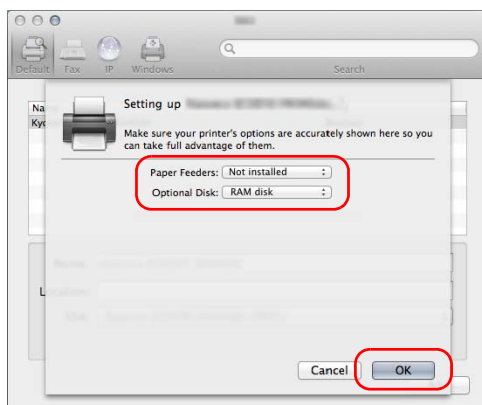 Default Fax IP Windows Search
Na
Kyo
Setting up
Make sure your printer's options are accurately shown here so you
can take full advantage of them.
Paper Feeders: Not installed
Optional Disk: RAM disk
L
Cancel OK